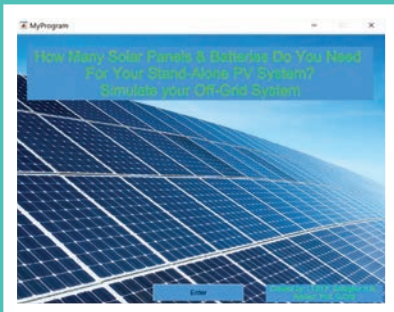 MyProgram
How Many Solar Panels & Batteries Do You Need
For Your Stand-Alone PV System?
Simulate your Off-Grid System
Enter